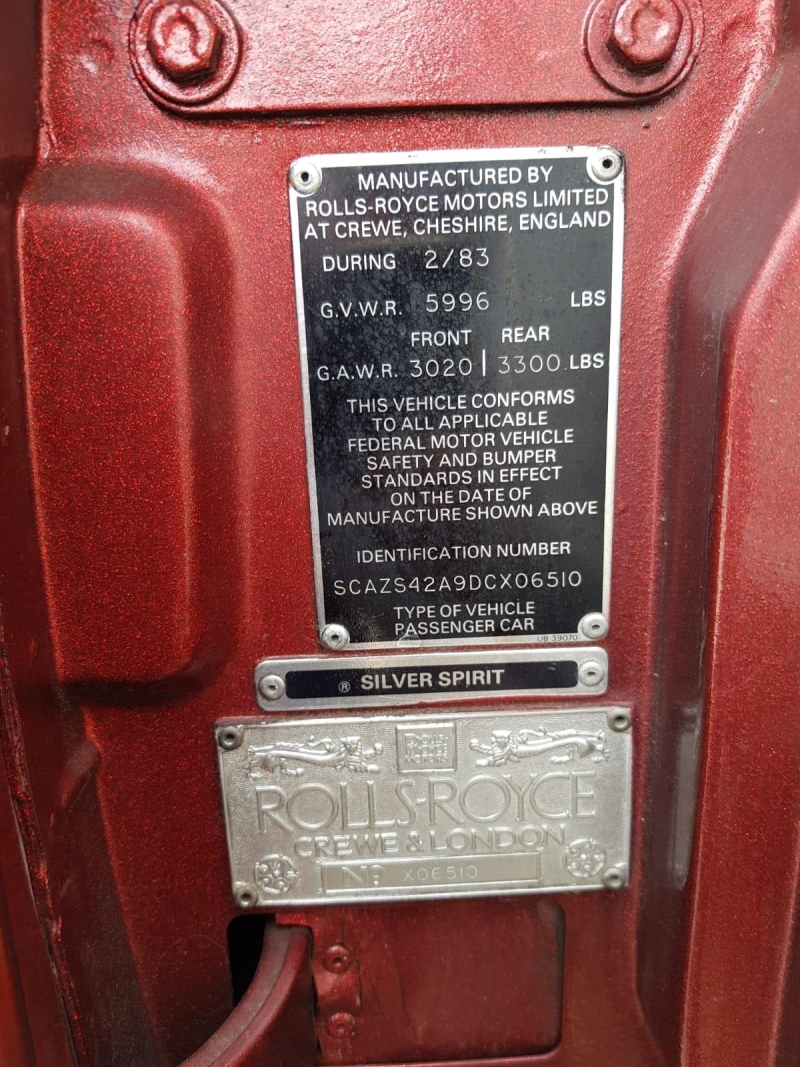 MANUFACTURED BY
ROLLS-ROYCE MOTORS LIMITED
AT CREWE, CHESHIRE, ENGLAND
DURING 2/83
G.V.W.R. 5996 LBS
FRONT REAR
G.A.W.R. 3020 | 3300 LBS
THIS VEHICLE CONFORMS
TO ALL APPLICABLE
FEDERAL MOTOR VEHICLE
SAFETY AND BUMPER
STANDARDS IN EFFECT
ON THE DATE OF
MANUFACTURE SHOWN ABOVE
IDENTIFICATION NUMBER
SCAZS42A9DCX06510
TYPE OF VEHICLE
PASSENGER CAR
UB 39070
® SILVER SPIRIT
ROLLS-ROYCE MOTORS
ROLLS-ROYCE
CREWE & LONDON
No X06510